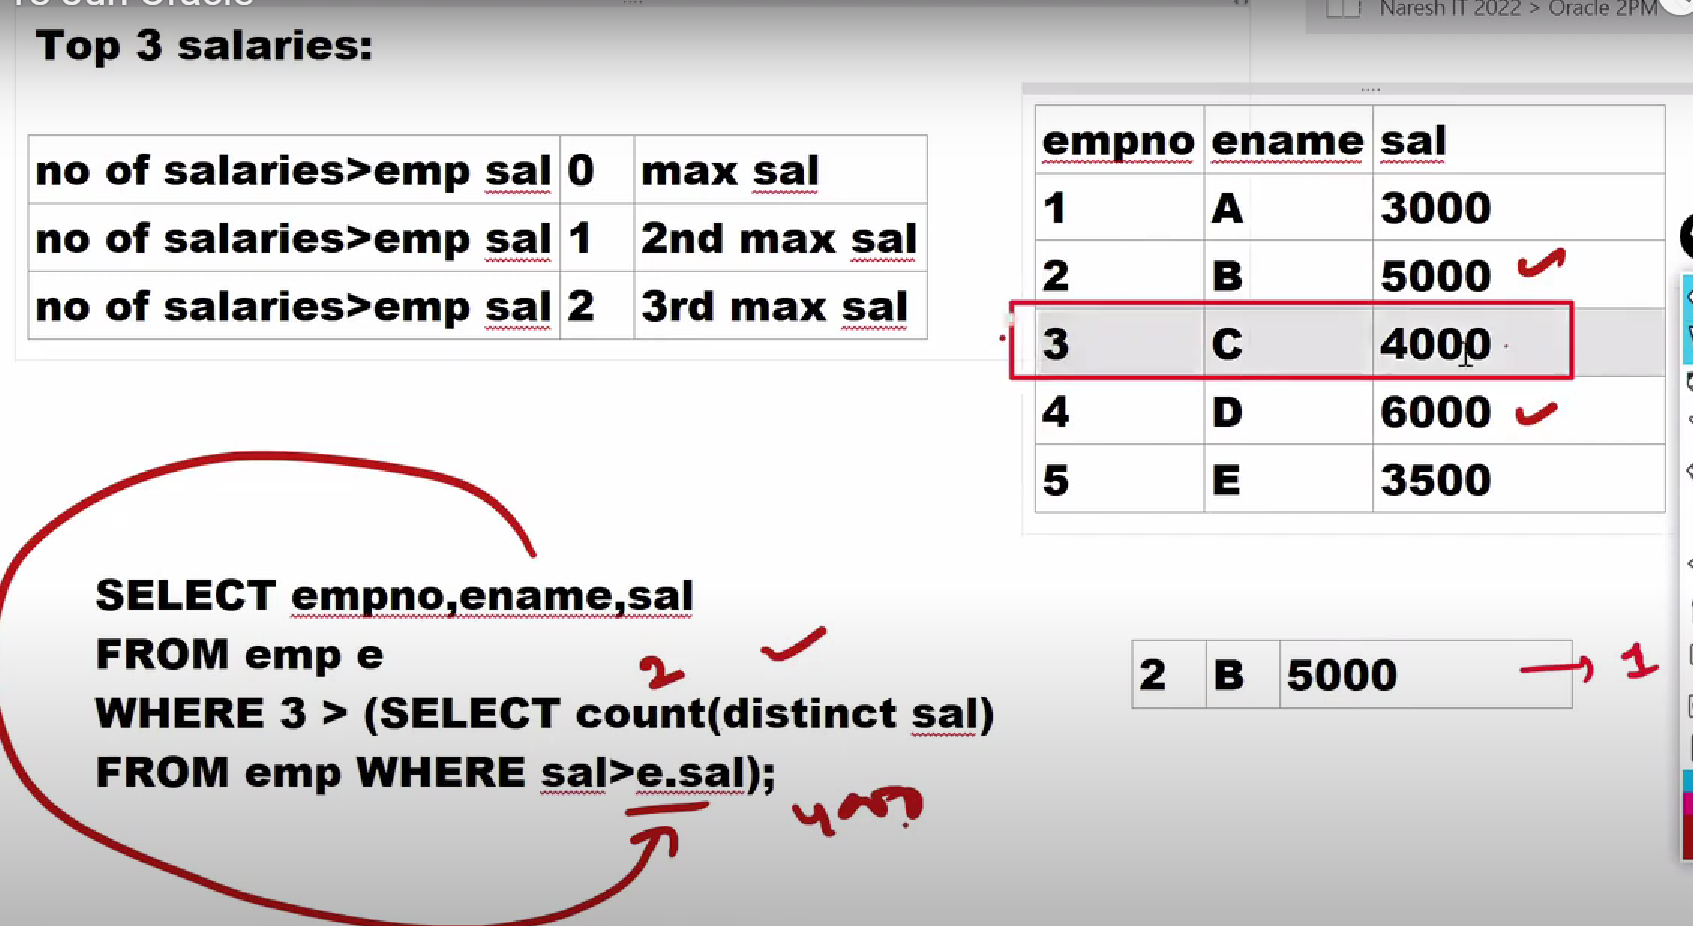 Top 3 salaries:
Naresh IT 2022 > Oracle 2PM
no of salaries>emp sal 0 max sal
no of salaries>emp sal 1 2nd max sal
no of salaries>emp sal 2 3rd max sal
empno ename sal
1 A 3000
2 B 5000
3 C 4000
4 D 6000
5 E 3500
SELECT empno,ename,sal
FROM emp e
2
WHERE 3 > (SELECT count(distinct sal)
FROM emp WHERE sal>e.sal);
4000
2 B 5000 → 1